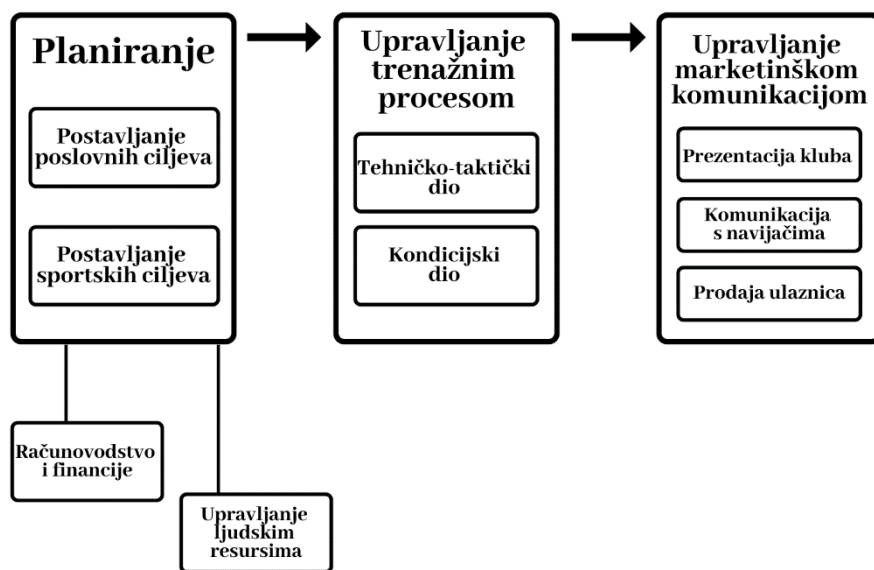 Planiranje
Postavljanje
poslovnih ciljeva
Postavljanje
sportskih ciljeva
Računovodstvo
i financije
Upravljanje
ljudskim
resursima
Upravljanje
trenažnim
procesom
Tehničko-taktički
dio
Kondicijski
dio
Upravljanje
marketinškom
komunikacijom
Prezentacija kluba
Komunikacija
s navijačima
Prodaja ulaznica